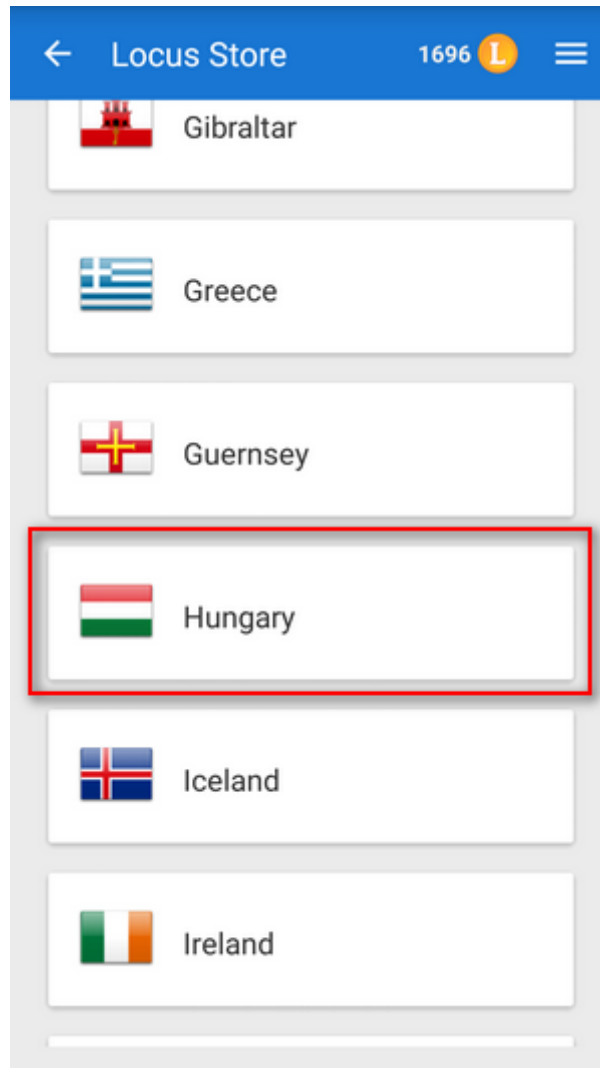 Locus Store 1696 L
Gibraltar
Greece
Guernsey
Hungary
Iceland
Ireland